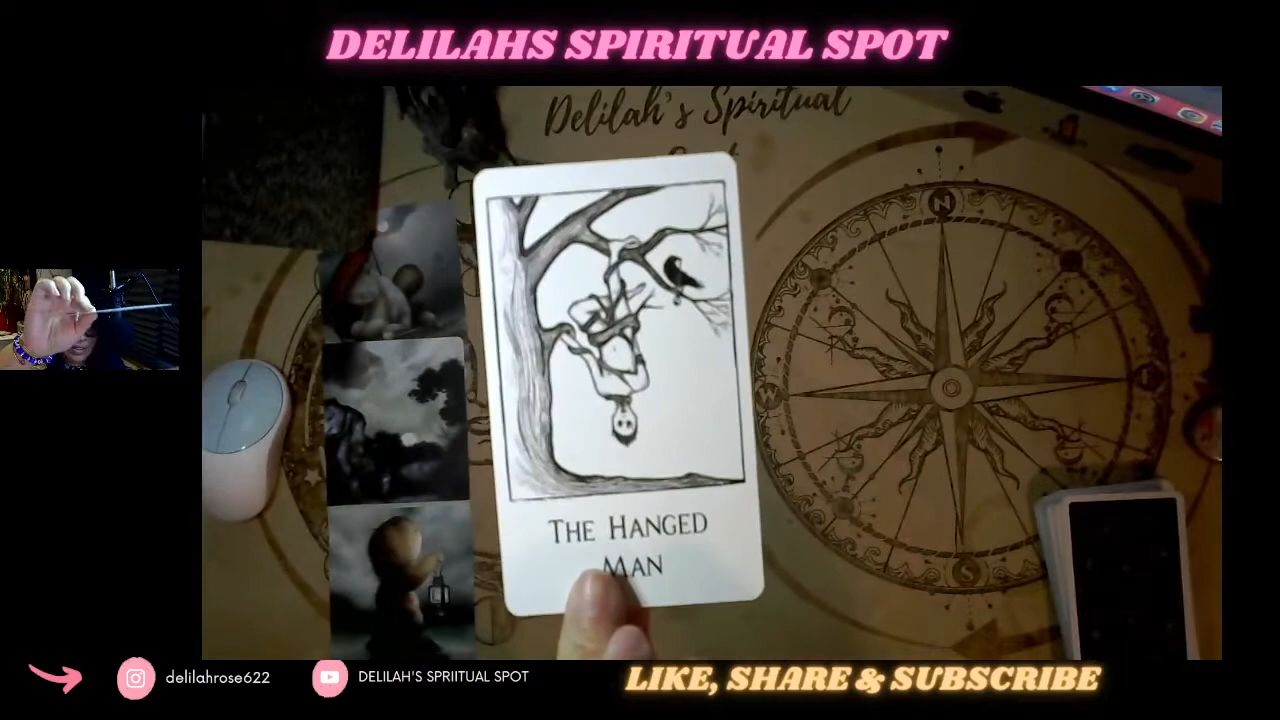 DELILAHS SPIRITUAL SPOT
Delilah's Spiritual
N
THE HANGED
MAN
W
S
delilahrose622
DELILAH'S SPRIITUAL SPOT
LIKE, SHARE & SUBSCRIBE